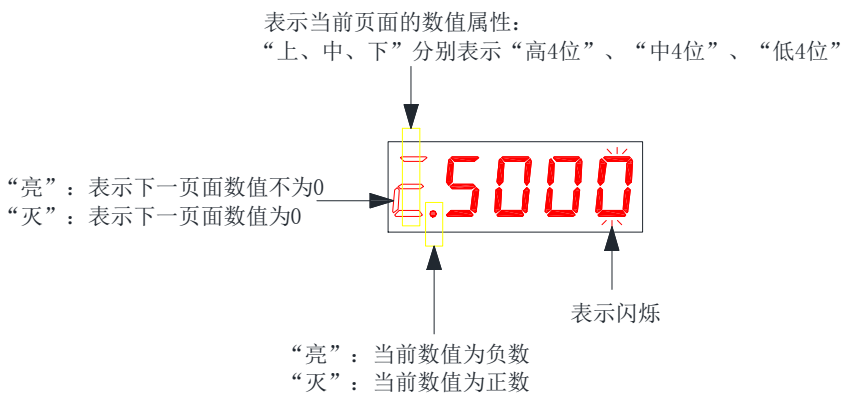 表示当前页面的数值属性:
“上、中、下”分别表示“高4位”、“中4位”、“低4位”
“亮”: 表示下一页面数值不为0
“灭”: 表示下一页面数值为0
.5000
表示闪烁
“亮”: 当前数值为负数
“灭”: 当前数值为正数